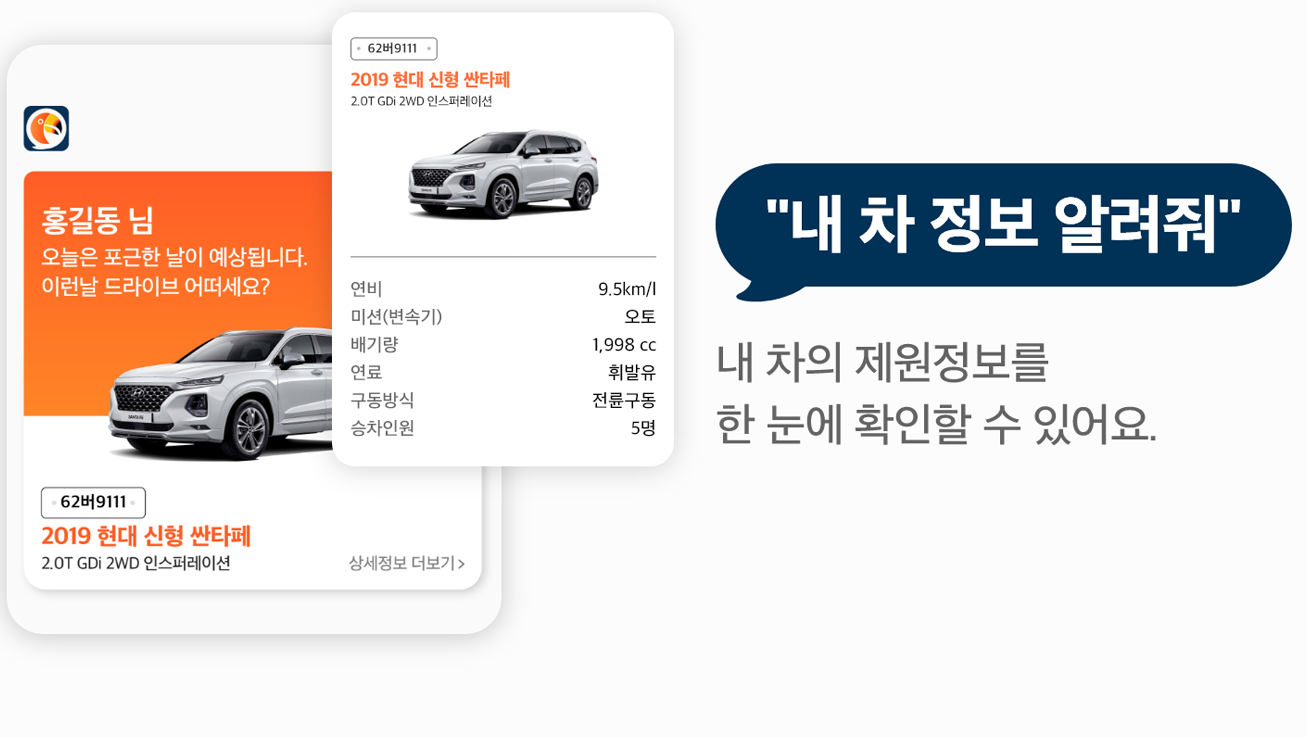 홍길동 님
오늘은 포근한 날이 예상됩니다.
이런날 드라이브 어떠세요?
62버9111
2019 현대 신형 싼타페
2.0T GDi 2WD 인스퍼레이션
상세정보 더보기 >
62버9111
2019 현대 신형 싼타페
2.0T GDi 2WD 인스퍼레이션
연비 9.5km/l
미션(변속기) 오토
배기량 1,998 cc
연료 휘발유
구동방식 전륜구동
승차인원 5명
"내 차 정보 알려줘"
내 차의 제원정보를
한 눈에 확인할 수 있어요.